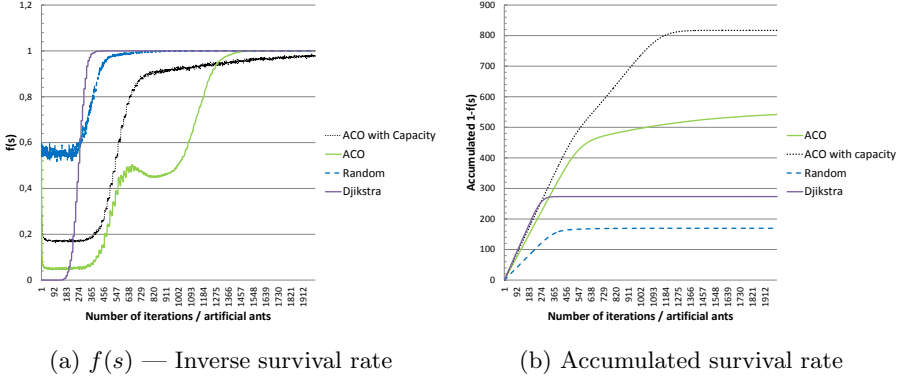 1,2
1
0,8
0,6
0,4
0,2
0
f(s)
1 92 183 274 365 456 547 638 729 820 911 1002 1093 1184 1275 1366 1457 1548 1639 1730 1821 1912
Number of iterations / artificial ants
ACO with Capacity
ACO
Random
Djikstra
(a) f(s) — Inverse survival rate
900
800
700
600
500
400
300
200
100
0
Accumulated 1-f(s)
1 92 183 274 365 456 547 638 729 820 911 1002 1093 1184 1275 1366 1457 1548 1639 1730 1821 1912
Number of iterations / artificial ants
ACO
ACO with capacity
Random
Djikstra
(b) Accumulated survival rate